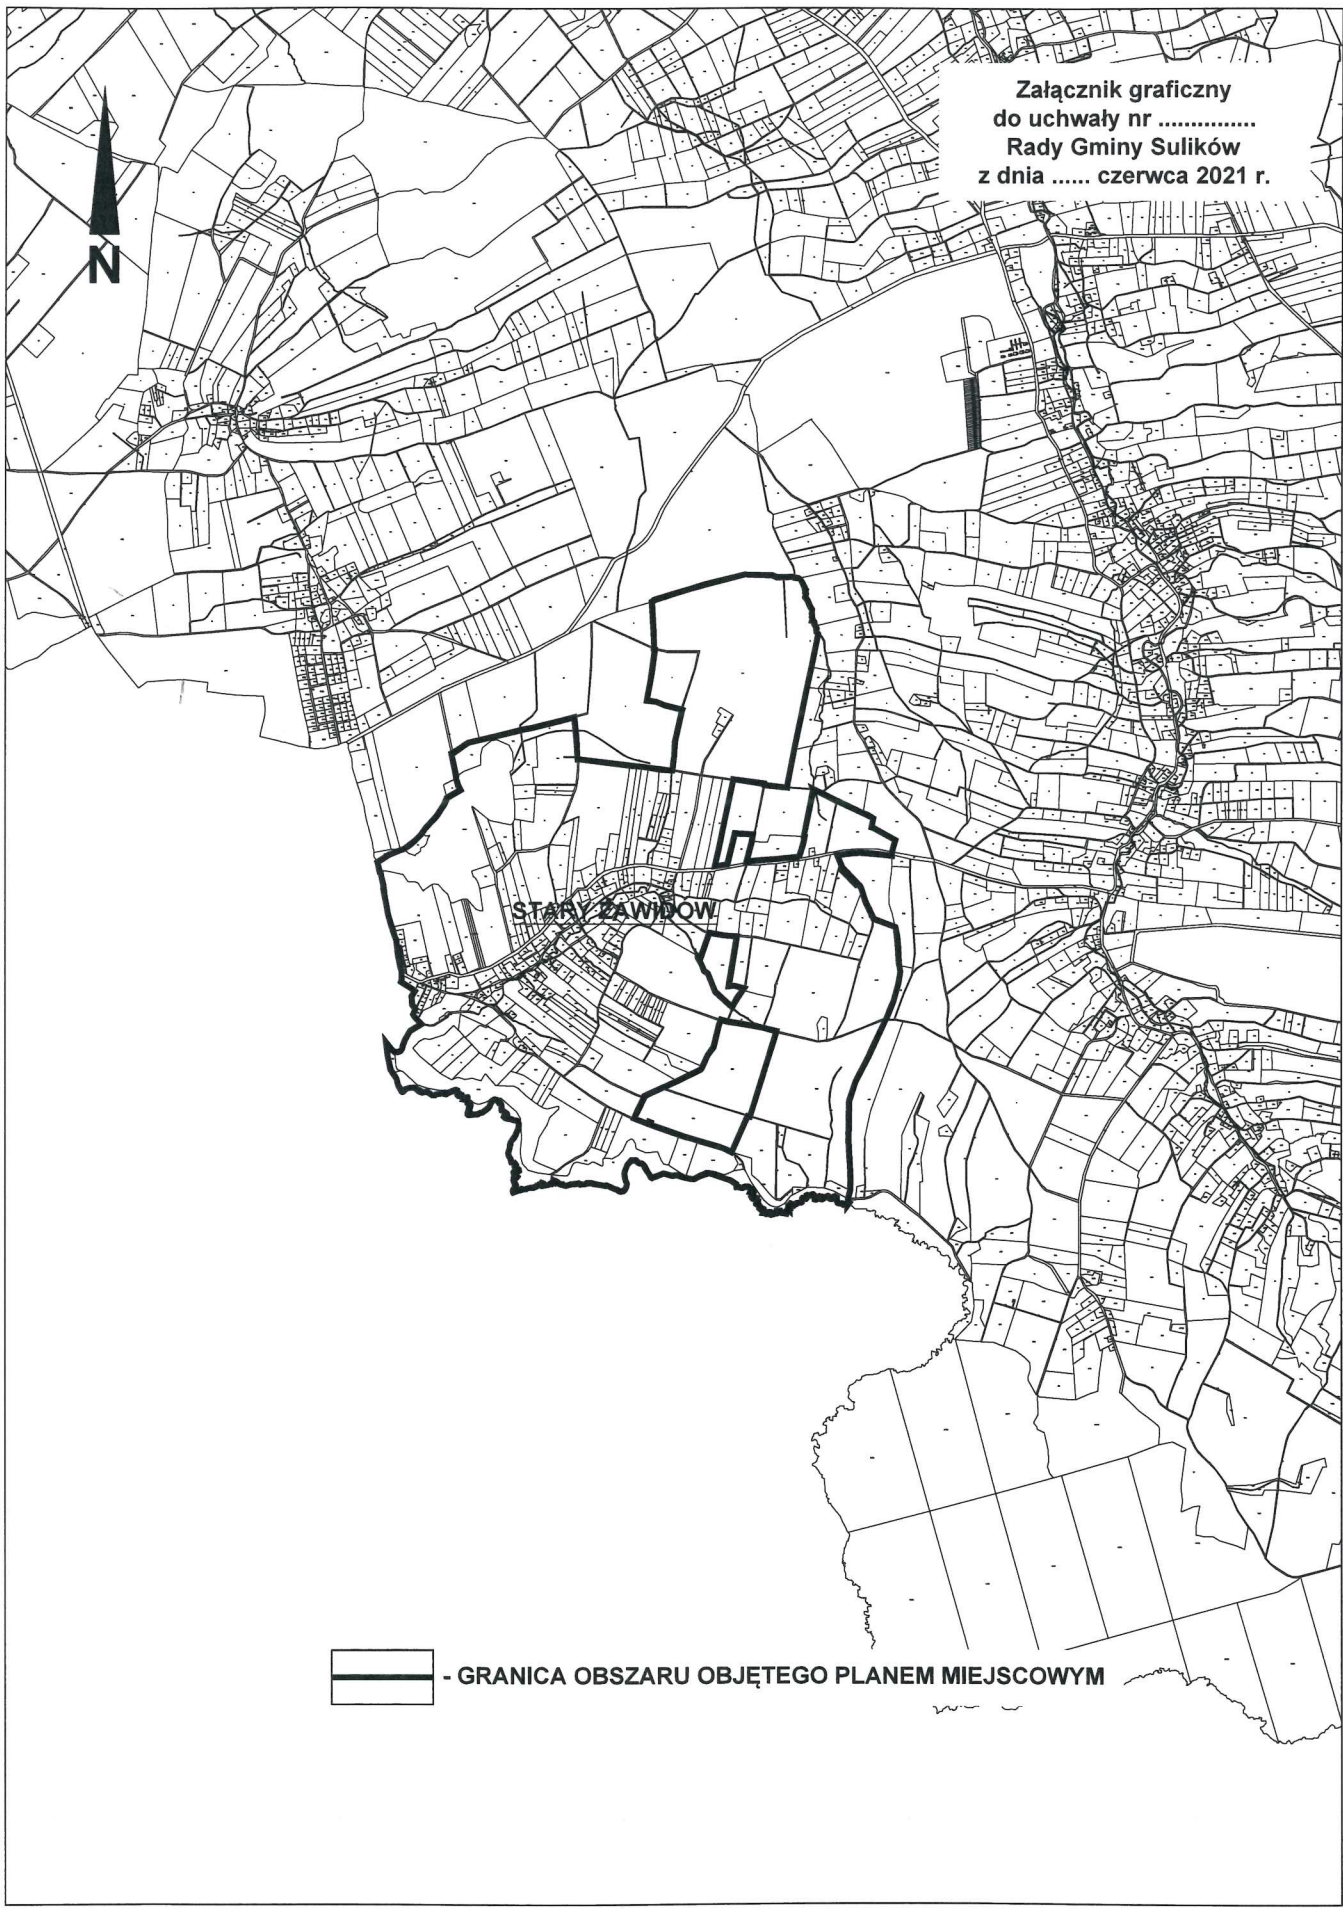 Załącznik graficzny
do uchwały nr ...............
Rady Gminy Sulików
z dnia ...... czerwca 2021 r.
N
STARY ZAWIDÓW
- GRANICA OBSZARU OBJĘTEGO PLANEM MIEJSCOWYM